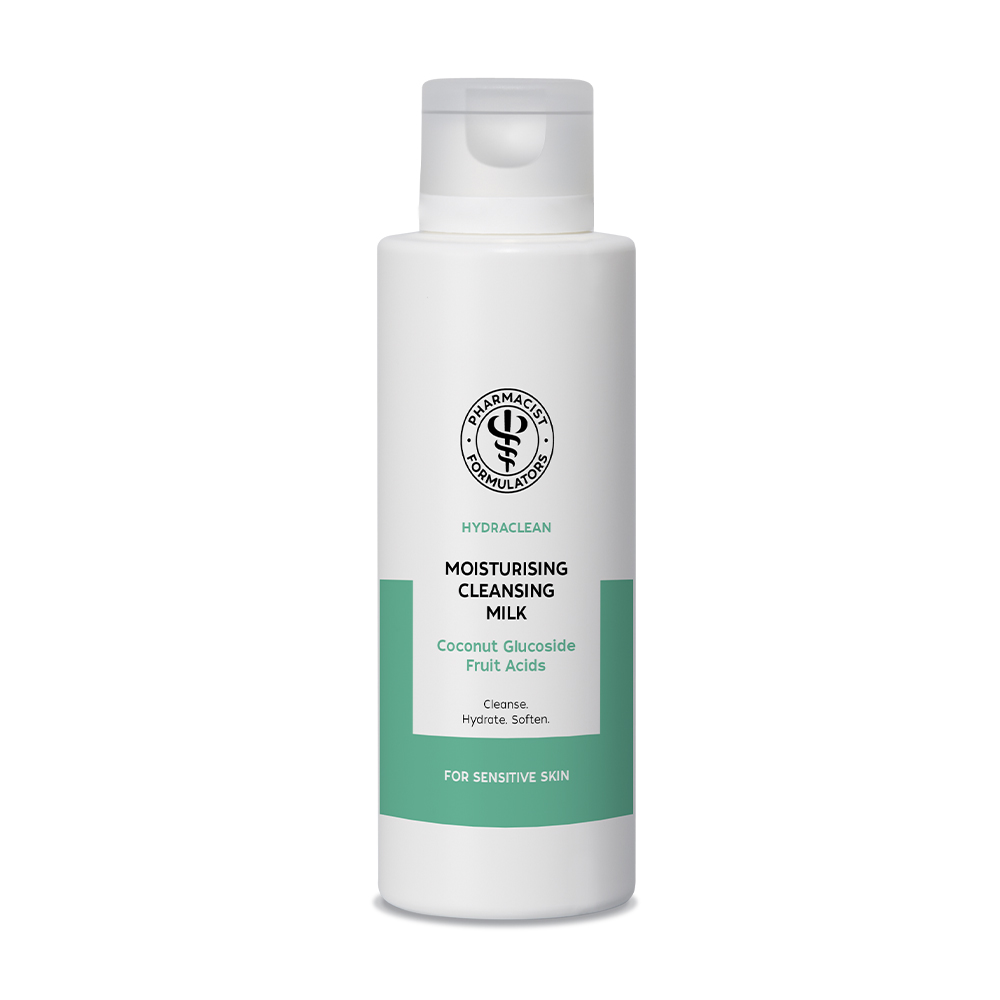 PHARMACIST
FORMULATORS
HYDRACLEAN
MOISTURISING
CLEANSING
MILK
Coconut Glucoside
Fruit Acids
Cleanse.
Hydrate. Soften.
FOR SENSITIVE SKIN